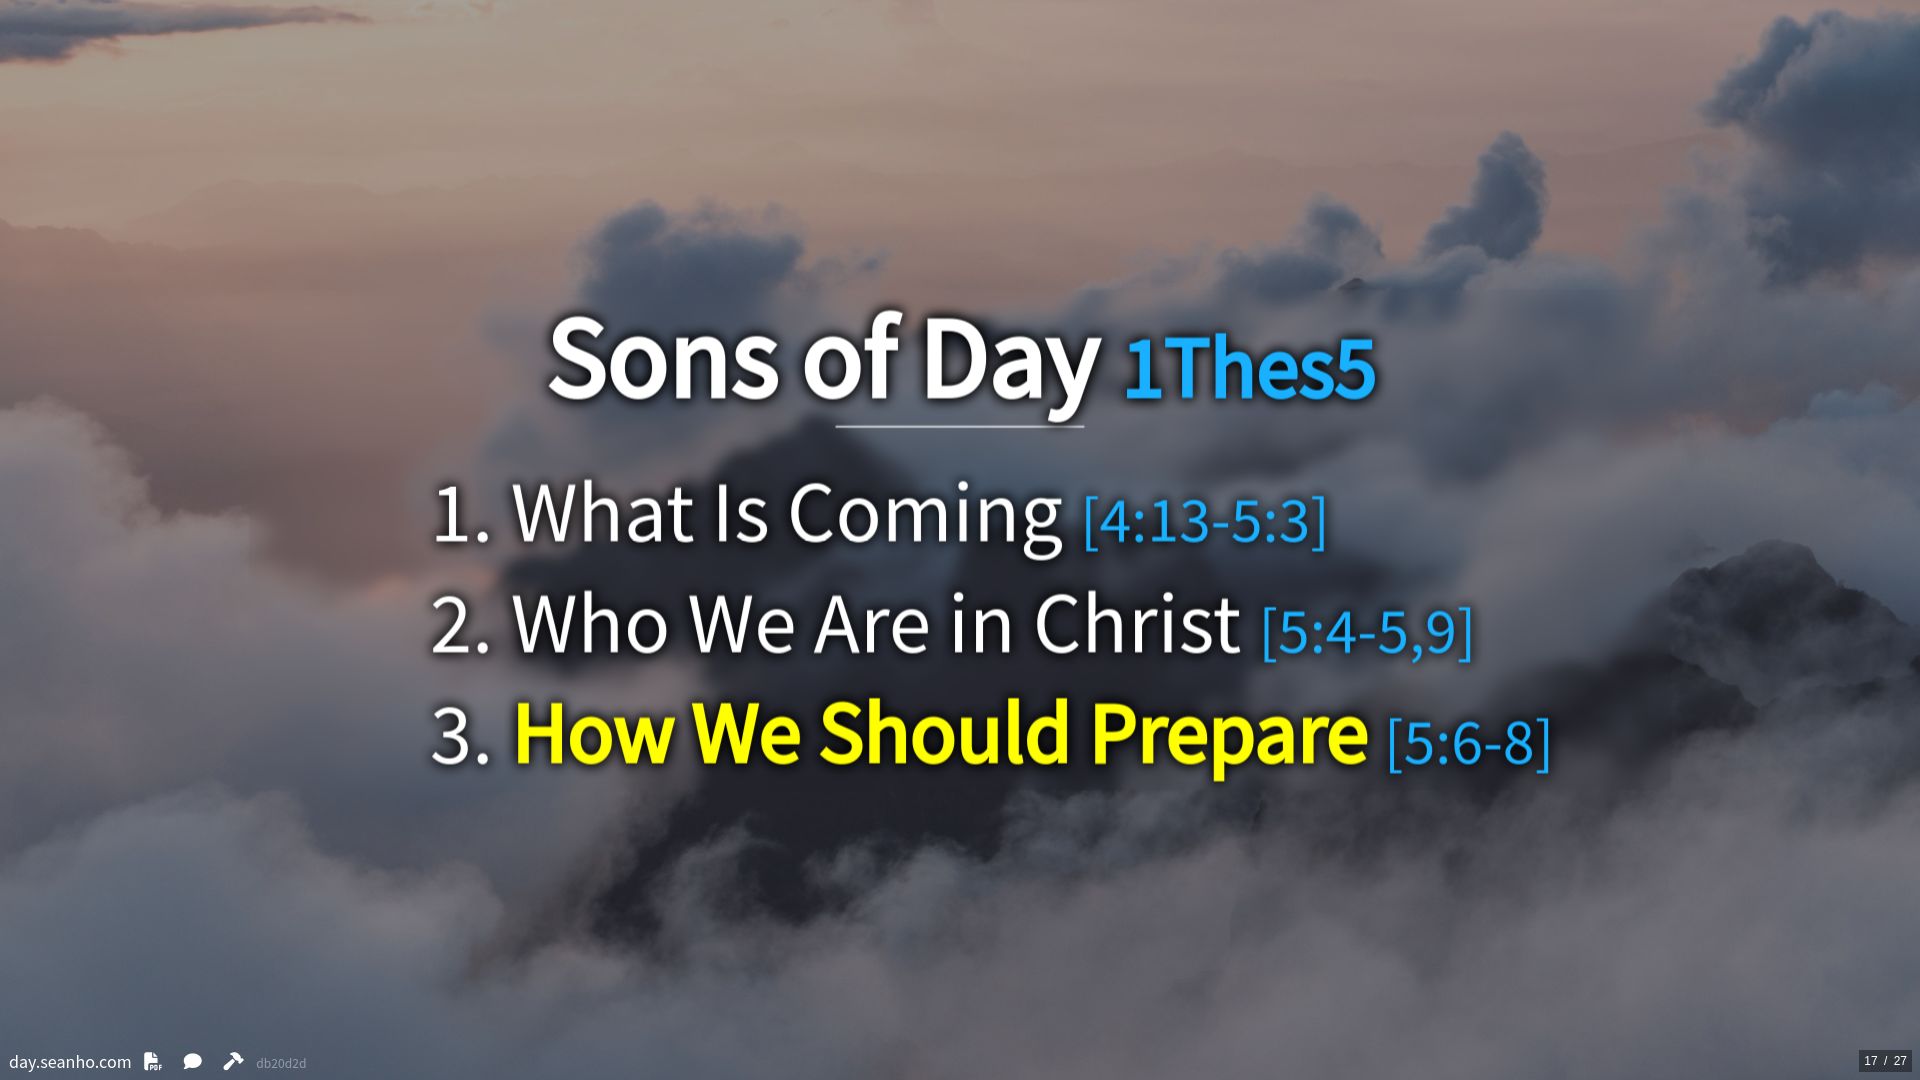 Sons of Day 1Thes5
1. What Is Coming [4:13-5:3]
2. Who We Are in Christ [5:4-5,9]
3. How We Should Prepare [5:6-8]
day.seanho.com PDF db20d2d
17 / 27